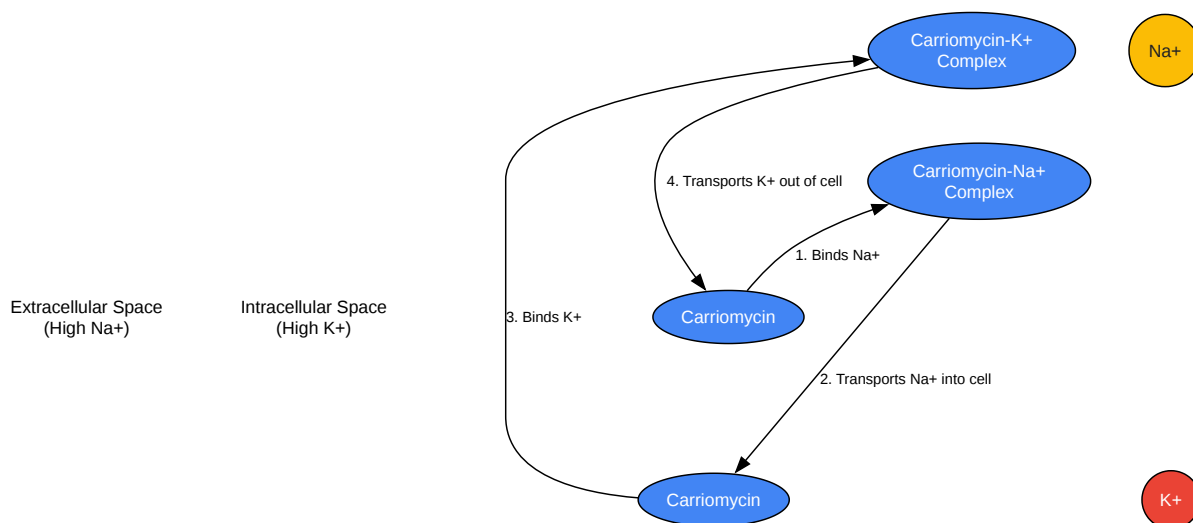 Carriomycin-K+
Complex
Na+
4. Transports K+ out of cell
Carriomycin-Na+
Complex
1. Binds Na+
Extracellular Space
(High Na+)
Intracellular Space
(High K+)
3. Binds K+
Carriomycin
2. Transports Na+ into cell
Carriomycin
K+